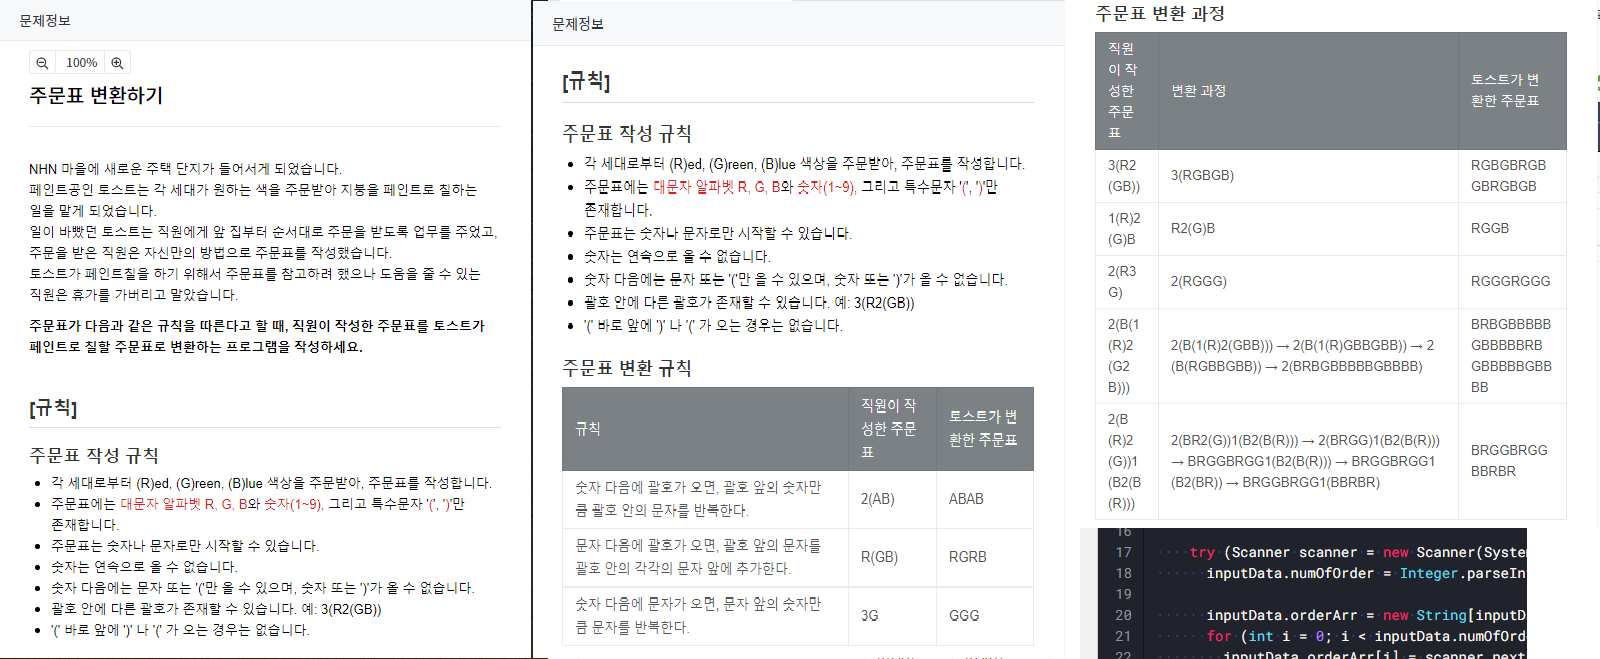 문제정보
100%
주문표 변환하기
NHN 마을에 새로운 주택 단지가 들어서게 되었습니다.
페인트공인 토스트는 각 세대가 원하는 색을 주문받아 지붕을 페인트로 칠하는
일을 맡게 되었습니다.
일이 바빴던 토스트는 직원에게 앞 집부터 순서대로 주문을 받도록 업무를 주었고,
주문을 받은 직원은 자신만의 방법으로 주문표를 작성했습니다.
토스트가 페인트칠을 하기 위해서 주문표를 참고하려 했으나 도움을 줄 수 있는
직원은 휴가를 가버리고 말았습니다.
주문표가 다음과 같은 규칙을 따른다고 할 때, 직원이 작성한 주문표를 토스트가
페인트로 칠할 주문표로 변환하는 프로그램을 작성하세요.
[규칙]
주문표 작성 규칙
• 각 세대로부터 (R)ed, (G)reen, (B)lue 색상을 주문받아, 주문표를 작성합니다.
• 주문표에는 대문자 알파벳 R, G, B와 숫자(1~9), 그리고 특수문자 '(', ')'만
존재합니다.
• 주문표는 숫자나 문자로만 시작할 수 있습니다.
• 숫자는 연속으로 올 수 없습니다.
• 숫자 다음에는 문자 또는 '('만 올 수 있으며, 숫자 또는 ')'가 올 수 없습니다.
• 괄호 안에 다른 괄호가 존재할 수 있습니다. 예: 3(R2(GB))
• '(' 바로 앞에 ')' 나 '(' 가 오는 경우는 없습니다.
문제정보
[규칙]
주문표 작성 규칙
• 각 세대로부터 (R)ed, (G)reen, (B)lue 색상을 주문받아, 주문표를 작성합니다.
• 주문표에는 대문자 알파벳 R, G, B와 숫자(1~9), 그리고 특수문자 '(', ')'만
존재합니다.
• 주문표는 숫자나 문자로만 시작할 수 있습니다.
• 숫자는 연속으로 올 수 없습니다.
• 숫자 다음에는 문자 또는 '('만 올 수 있으며, 숫자 또는 ')'가 올 수 없습니다.
• 괄호 안에 다른 괄호가 존재할 수 있습니다. 예: 3(R2(GB))
• '(' 바로 앞에 ')' 나 '(' 가 오는 경우는 없습니다.
주문표 변환 규칙
규칙
직원이 작
성한 주문
표
토스트가 변
환한 주문표
숫자 다음에 괄호가 오면, 괄호 앞의 숫자만
큼 괄호 안의 문자를 반복한다.
2(AB)
ABAB
문자 다음에 괄호가 오면, 괄호 앞의 문자를
괄호 안의 각각의 문자 앞에 추가한다.
R(GB)
RGRB
숫자 다음에 문자가 오면, 문자 앞의 숫자만
큼 문자를 반복한다.
3G
GGG
주문표 변환 과정
직원
이 작
성한
주문
표
변환 과정
토스트가 변
환한 주문표
3(R2
(GB))
3(RGBGB)
RGBGBRGB
GBRGBGB
1(R)2
(G)B
R2(G)B
RGGB
2(R3
G)
2(RGGG)
RGGGRGGG
2(B(1
(R)2
(G2
B)))
2(B(1(R)2(GBB))) → 2(B(1(R)GBBGBB)) → 2
(B(RGBBGBB)) → 2(BRBGBBBBBGBBBB)
BRBGBBBBB
GBBBBBRB
GBBBBBGBB
BB
2(B
(R)2
(G))1
(B2(B
(R)))
2(BR2(G))1(B2(B(R))) → 2(BRGG)1(B2(B(R)))
→ BRGGBRGG1(B2(B(R))) → BRGGBRGG1
(B2(BR)) → BRGGBRGG1(BBRBR)
BRGGBRGG
BBRBR
16
17 try (Scanner scanner = new Scanner(System
18 inputData.numOfOrder = Integer.parseIn
19
20 inputData.orderArr = new String[inputDa
21 for (int i = 0; i < inputData.numOfOrde
22 inputData.orderArr[i] = scanner.next